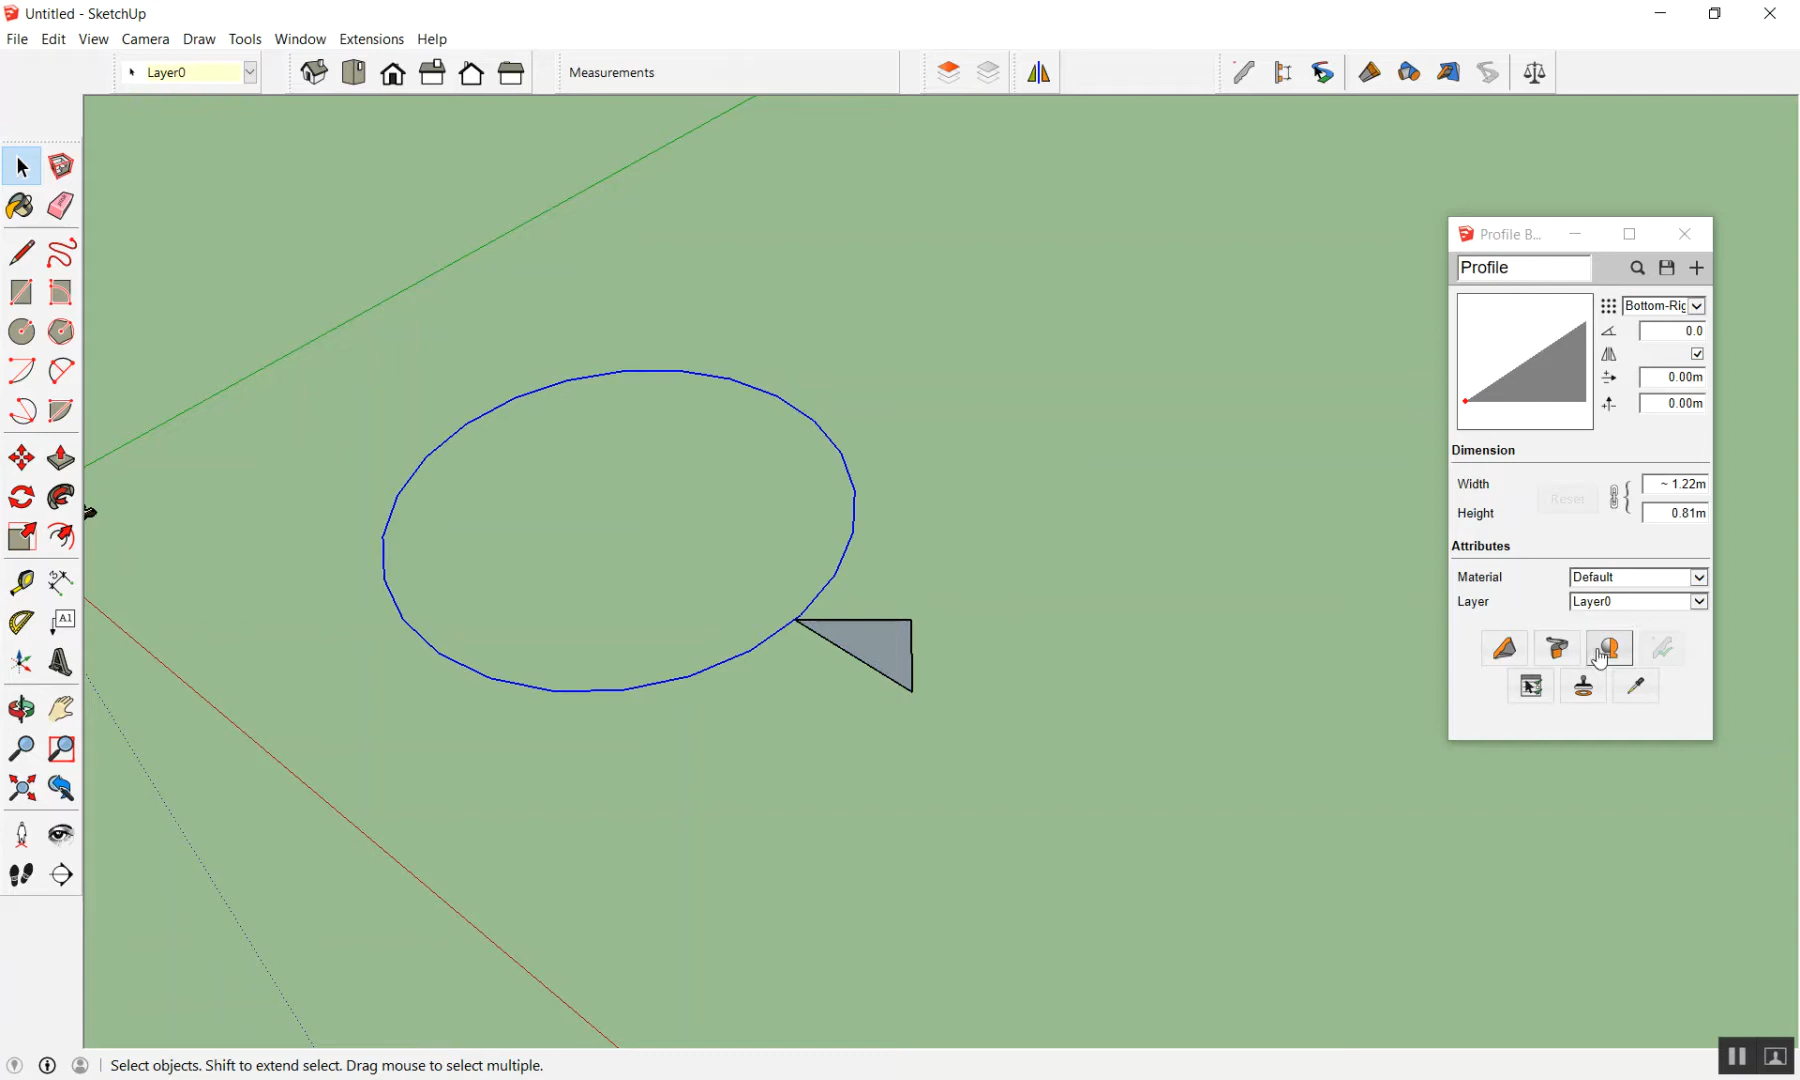 Untitled - SketchUp
File Edit View Camera Draw Tools Window Extensions Help
Layer0
Measurements
Profile B...
Profile
Bottom-Rig
0.0
0.00m
0.00m
Dimension
Width ~ 1.22m
Reset
Height 0.81m
Attributes
Material Default
Layer Layer0
A1
Select objects. Shift to extend select. Drag mouse to select multiple.